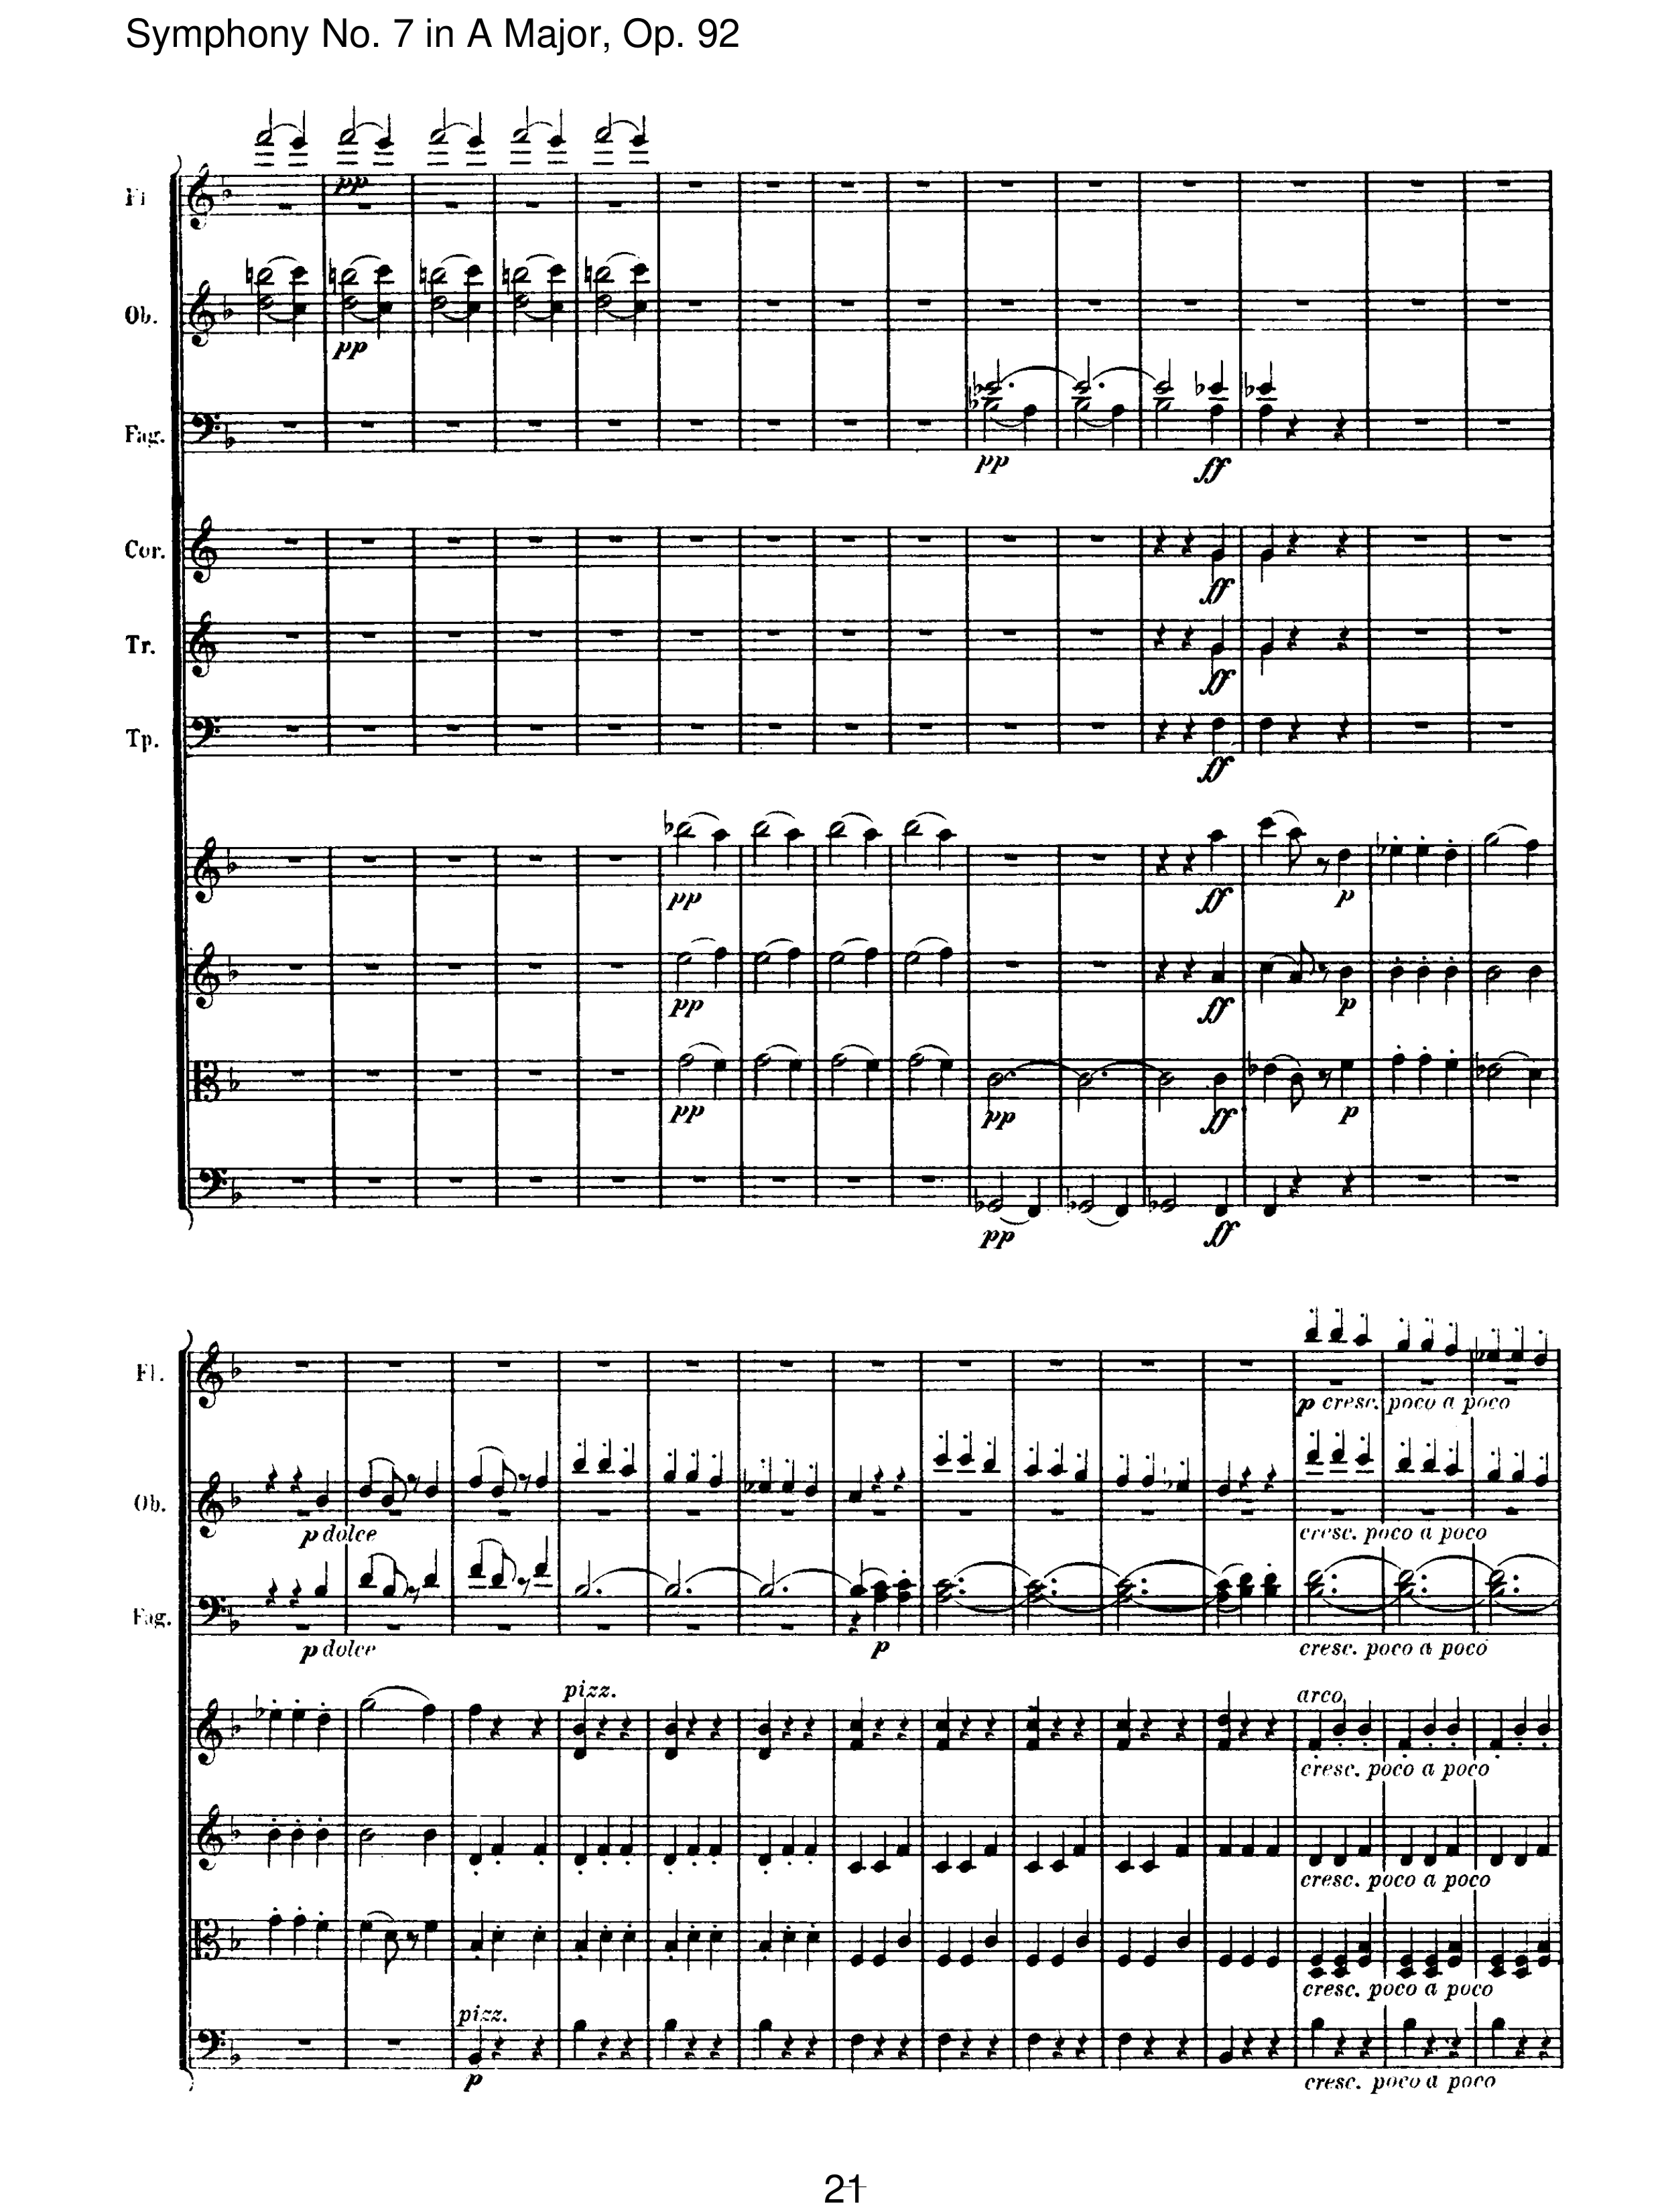 Symphony No. 7 in A Major, Op. 92
Fl
pp
Ob.
pp
Fag.
pp ff
Cor.
ff
Tr.
ff
Tp.
ff
pp ff p
pp ff p
pp pp ff p
pp ff
Fl.
p cresc. poco a poco
Ob.
p dolce cresc. poco a poco
Fag.
p dolce p cresc. poco a poco
pizz. arco
cresc. poco a poco
cresc. poco a poco
cresc. poco a poco
pizz.
p cresc. poco a poco
21